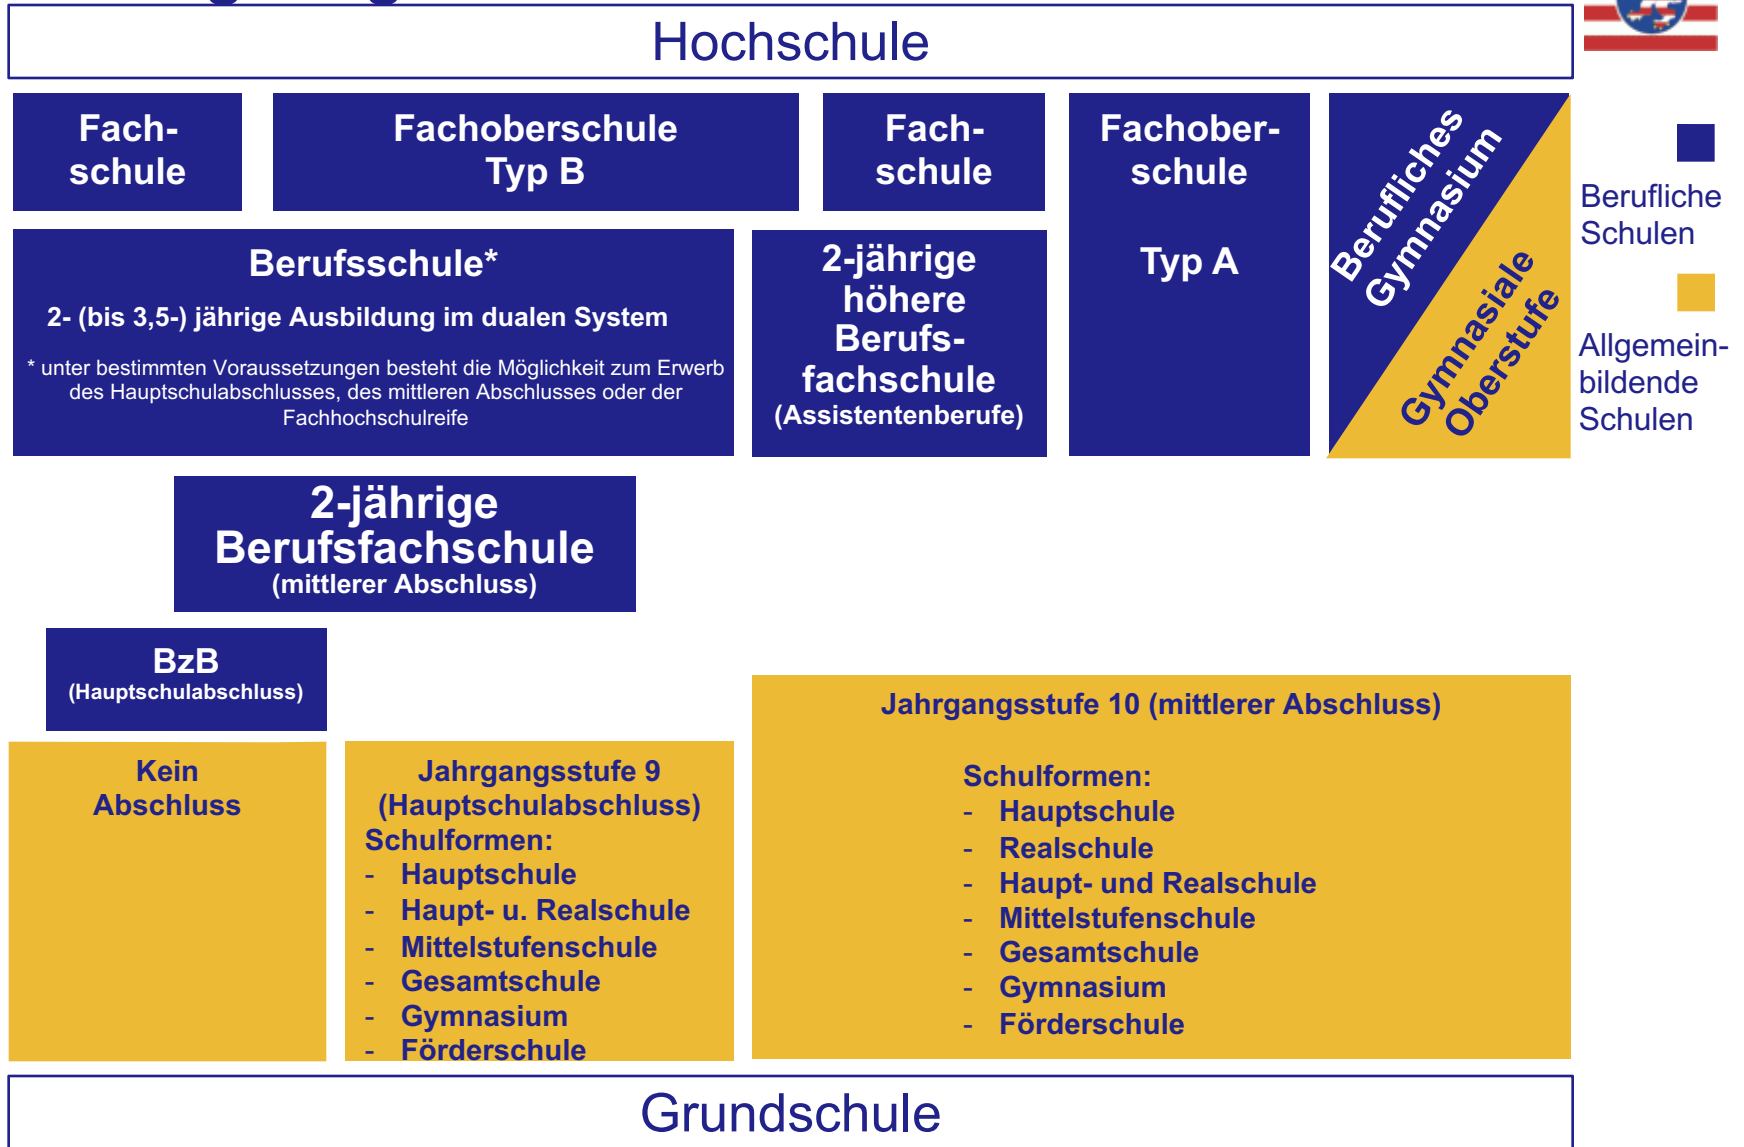 Hochschule
Fach-
schule
Fachoberschule
Typ B
Fach-
schule
Fachober-
schule
Typ A
Berufliches
Gymnasium
Gymnasiale
Oberstufe
Berufliche
Schulen
Allgemein-
bildende
Schulen
Berufsschule*
2- (bis 3,5-) jährige Ausbildung im dualen System
* unter bestimmten Voraussetzungen besteht die Möglichkeit zum Erwerb
des Hauptschulabschlusses, des mittleren Abschlusses oder der
Fachhochschulreife
2-jährige
höhere
Berufs-
fachschule
(Assistentenberufe)
2-jährige
Berufsfachschule
(mittlerer Abschluss)
BzB
(Hauptschulabschluss)
Kein
Abschluss
Jahrgangsstufe 9
(Hauptschulabschluss)
Schulformen:
- Hauptschule
- Haupt- u. Realschule
- Mittelstufenschule
- Gesamtschule
- Gymnasium
- Förderschule
Jahrgangsstufe 10 (mittlerer Abschluss)
Schulformen:
- Hauptschule
- Realschule
- Haupt- und Realschule
- Mittelstufenschule
- Gesamtschule
- Gymnasium
- Förderschule
Grundschule